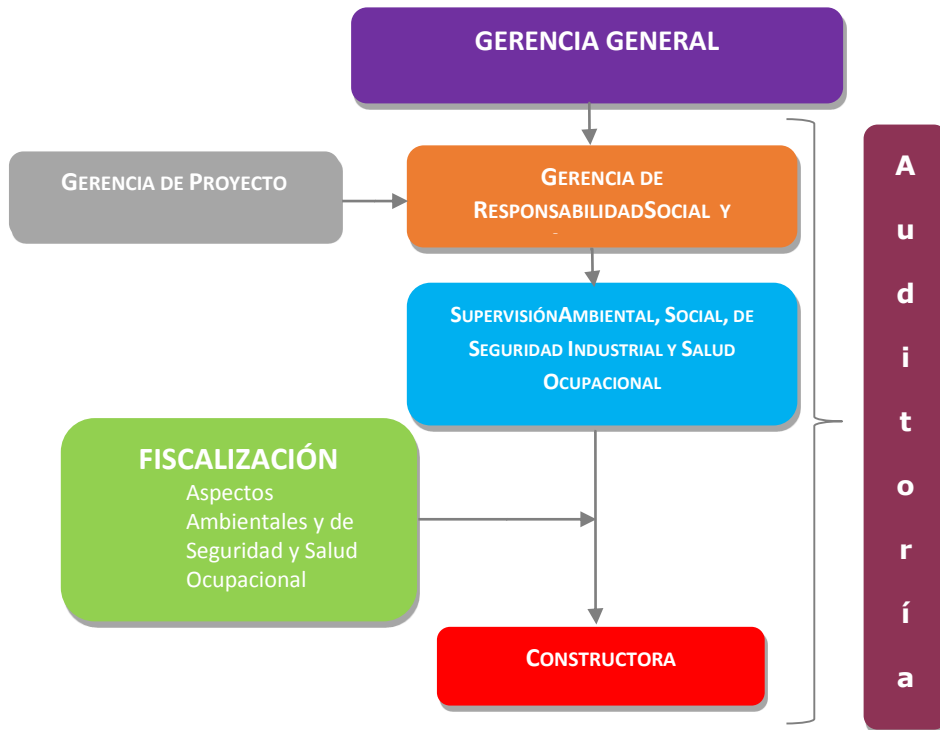 GERENCIA GENERAL
GERENCIA DE PROYECTO
GERENCIA DE
RESPONSABILIDADSOCIAL Y
SUPERVISIÓNAMBIENTAL, SOCIAL, DE
SEGURIDAD INDUSTRIAL Y SALUD
OCUPACIONAL
FISCALIZACIÓN
Aspectos
Ambientales y de
Seguridad y Salud
Ocupacional
CONSTRUCTORA
A
u
d
i
t
o
r
í
a